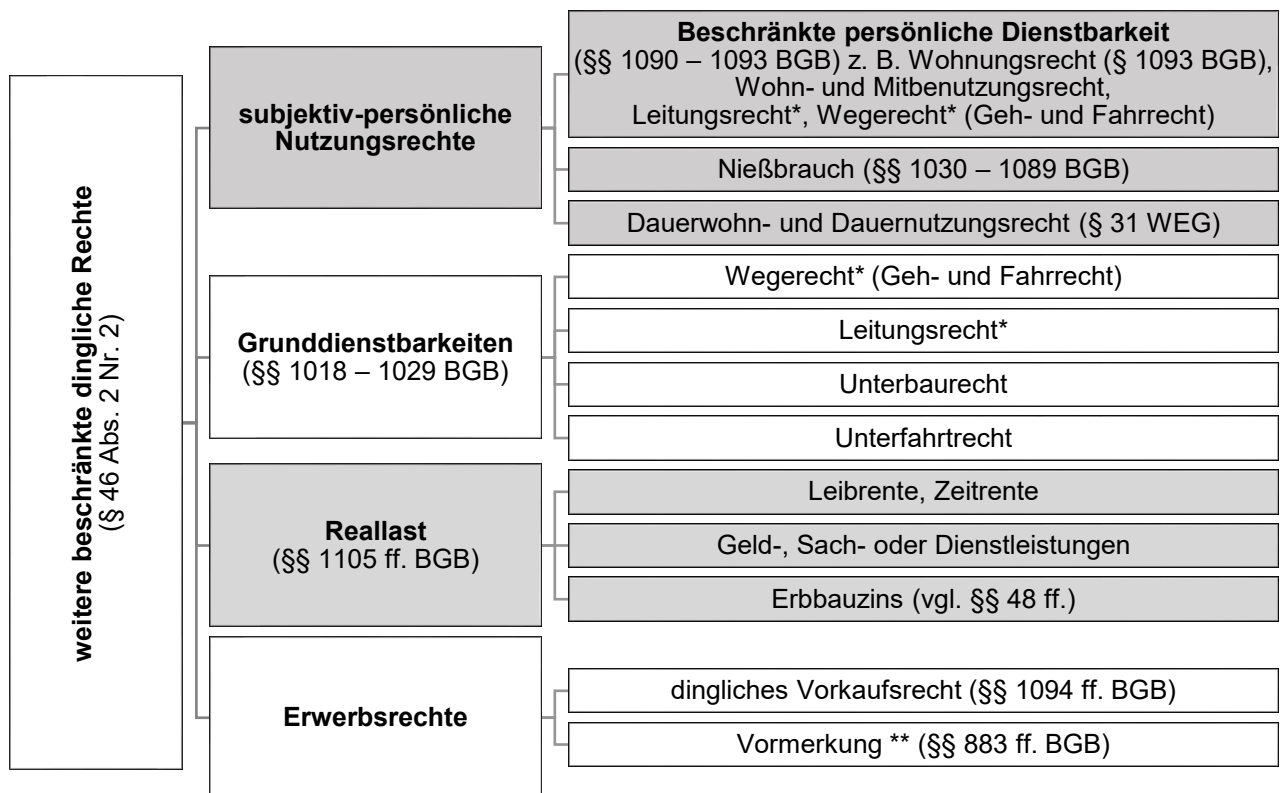 weitere beschränkte dingliche Rechte
(§ 46 Abs. 2 Nr. 2)
subjektiv-persönliche
Nutzungsrechte
Beschränkte persönliche Dienstbarkeit
(§§ 1090 – 1093 BGB) z. B. Wohnungsrecht (§ 1093 BGB),
Wohn- und Mitbenutzungsrecht,
Leitungsrecht*, Wegerecht* (Geh- und Fahrrecht)
Nießbrauch (§§ 1030 – 1089 BGB)
Dauerwohn- und Dauernutzungsrecht (§ 31 WEG)
Grunddienstbarkeiten
(§§ 1018 – 1029 BGB)
Wegerecht* (Geh- und Fahrrecht)
Leitungsrecht*
Unterbaurecht
Unterfahrtrecht
Reallast
(§§ 1105 ff. BGB)
Leibrente, Zeitrente
Geld-, Sach- oder Dienstleistungen
Erbbauzins (vgl. §§ 48 ff.)
Erwerbsrechte
dingliches Vorkaufsrecht (§§ 1094 ff. BGB)
Vormerkung ** (§§ 883 ff. BGB)